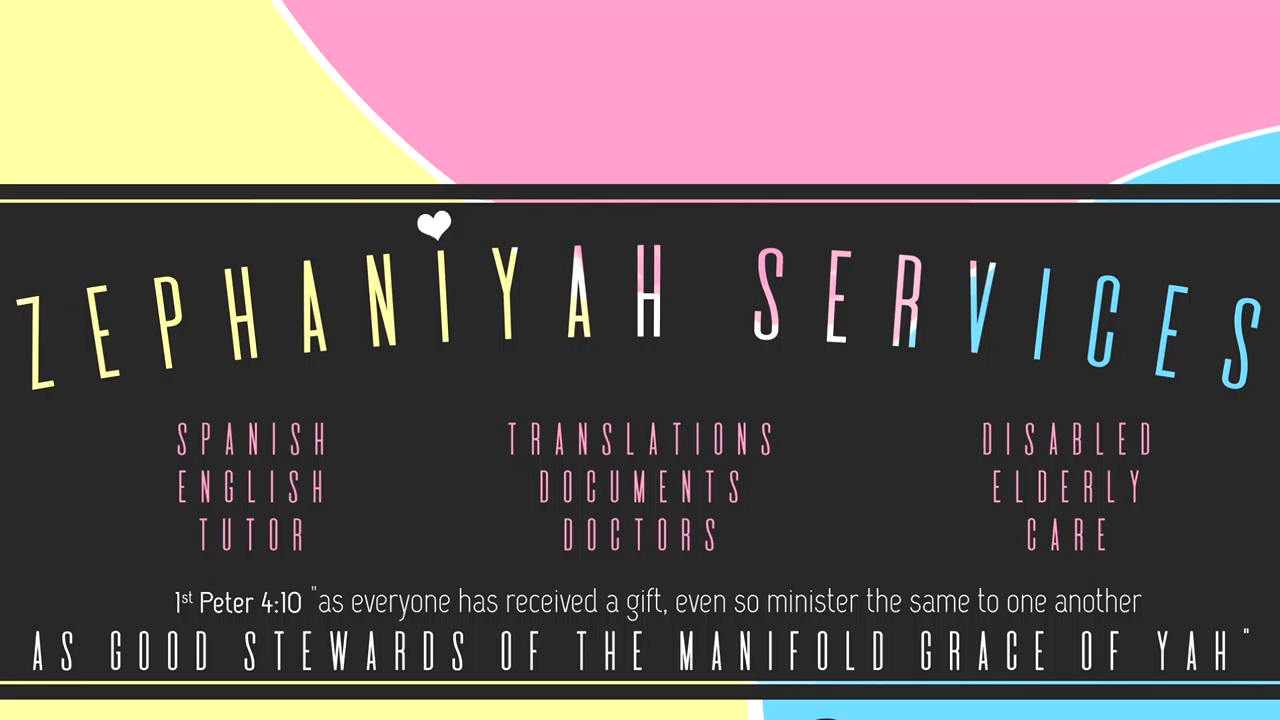 ZEPHANIYAH SERVICES
SPANISH
ENGLISH
TUTOR
TRANSLATIONS
DOCUMENTS
DOCTORS
DISABLED
ELDERLY
CARE
1st Peter 4:10 "as everyone has received a gift, even so minister the same to one another
AS GOOD STEWARDS OF THE MANIFOLD GRACE OF YAH"